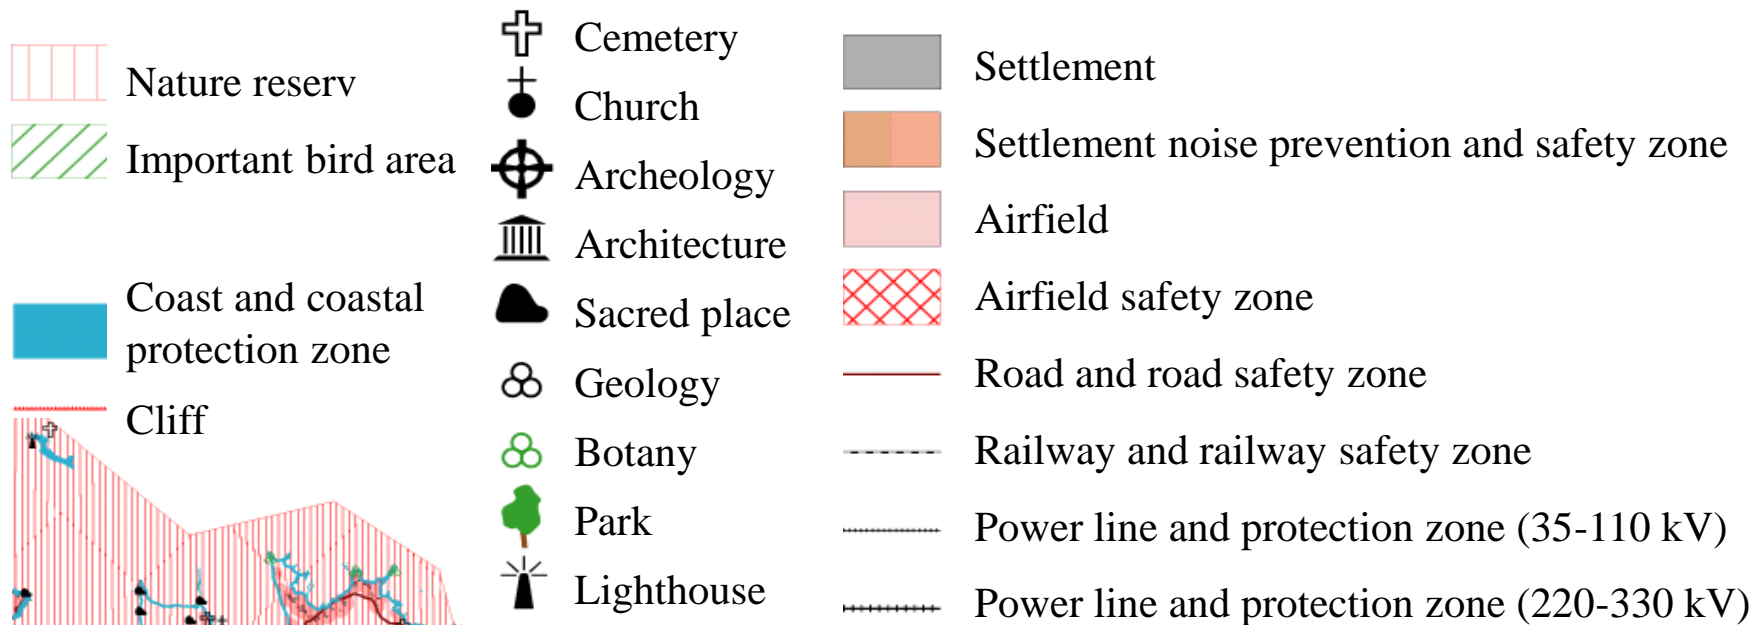 Nature reserv
Important bird area
Coast and coastal
protection zone
Cliff
Cemetery
Church
Archeology
Architecture
Sacred place
Geology
Botany
Park
Lighthouse
Settlement
Settlement noise prevention and safety zone
Airfield
Airfield safety zone
Road and road safety zone
Railway and railway safety zone
Power line and protection zone (35-110 kV)
Power line and protection zone (220-330 kV)